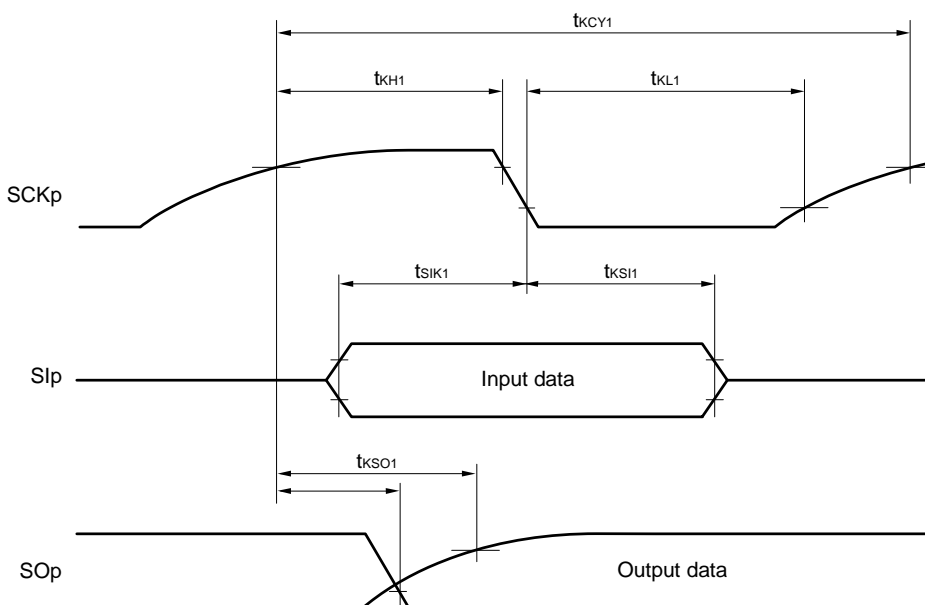 tKCY1
tKH1
tKL1
SCKp
tSIK1
tKSI1
SIp
Input data
tKSO1
SOp
Output data